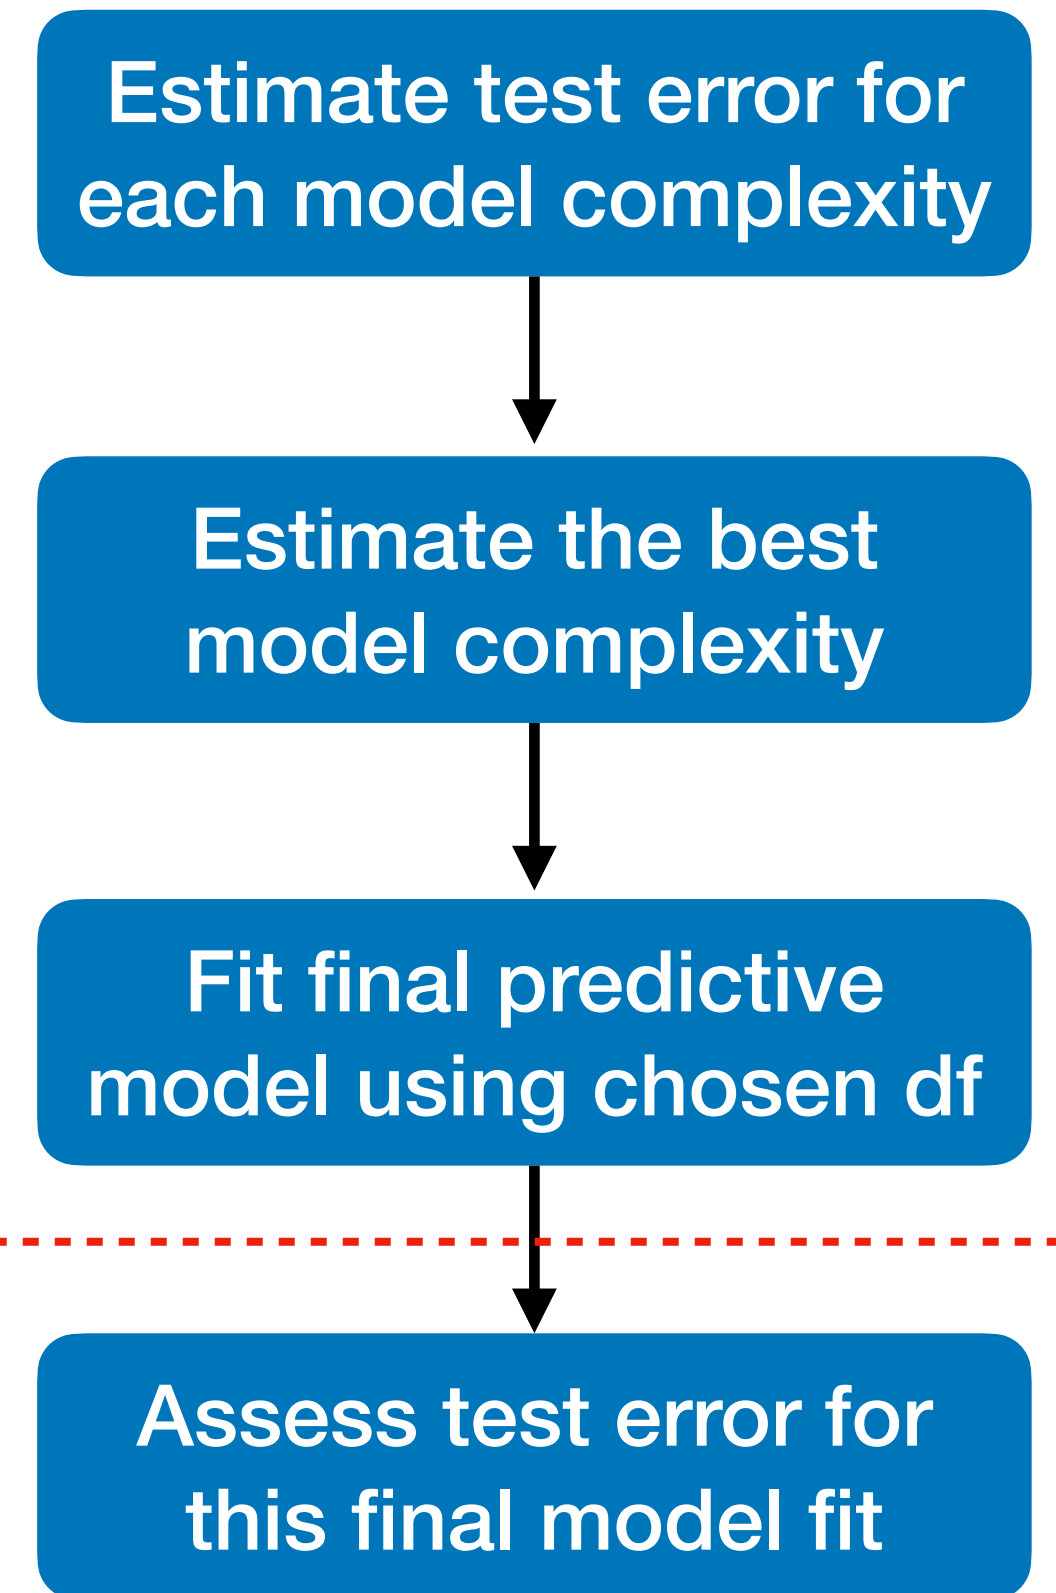 Estimate test error for
each model complexity
Estimate the best
model complexity
Fit final predictive
model using chosen df
Assess test error for
this final model fit